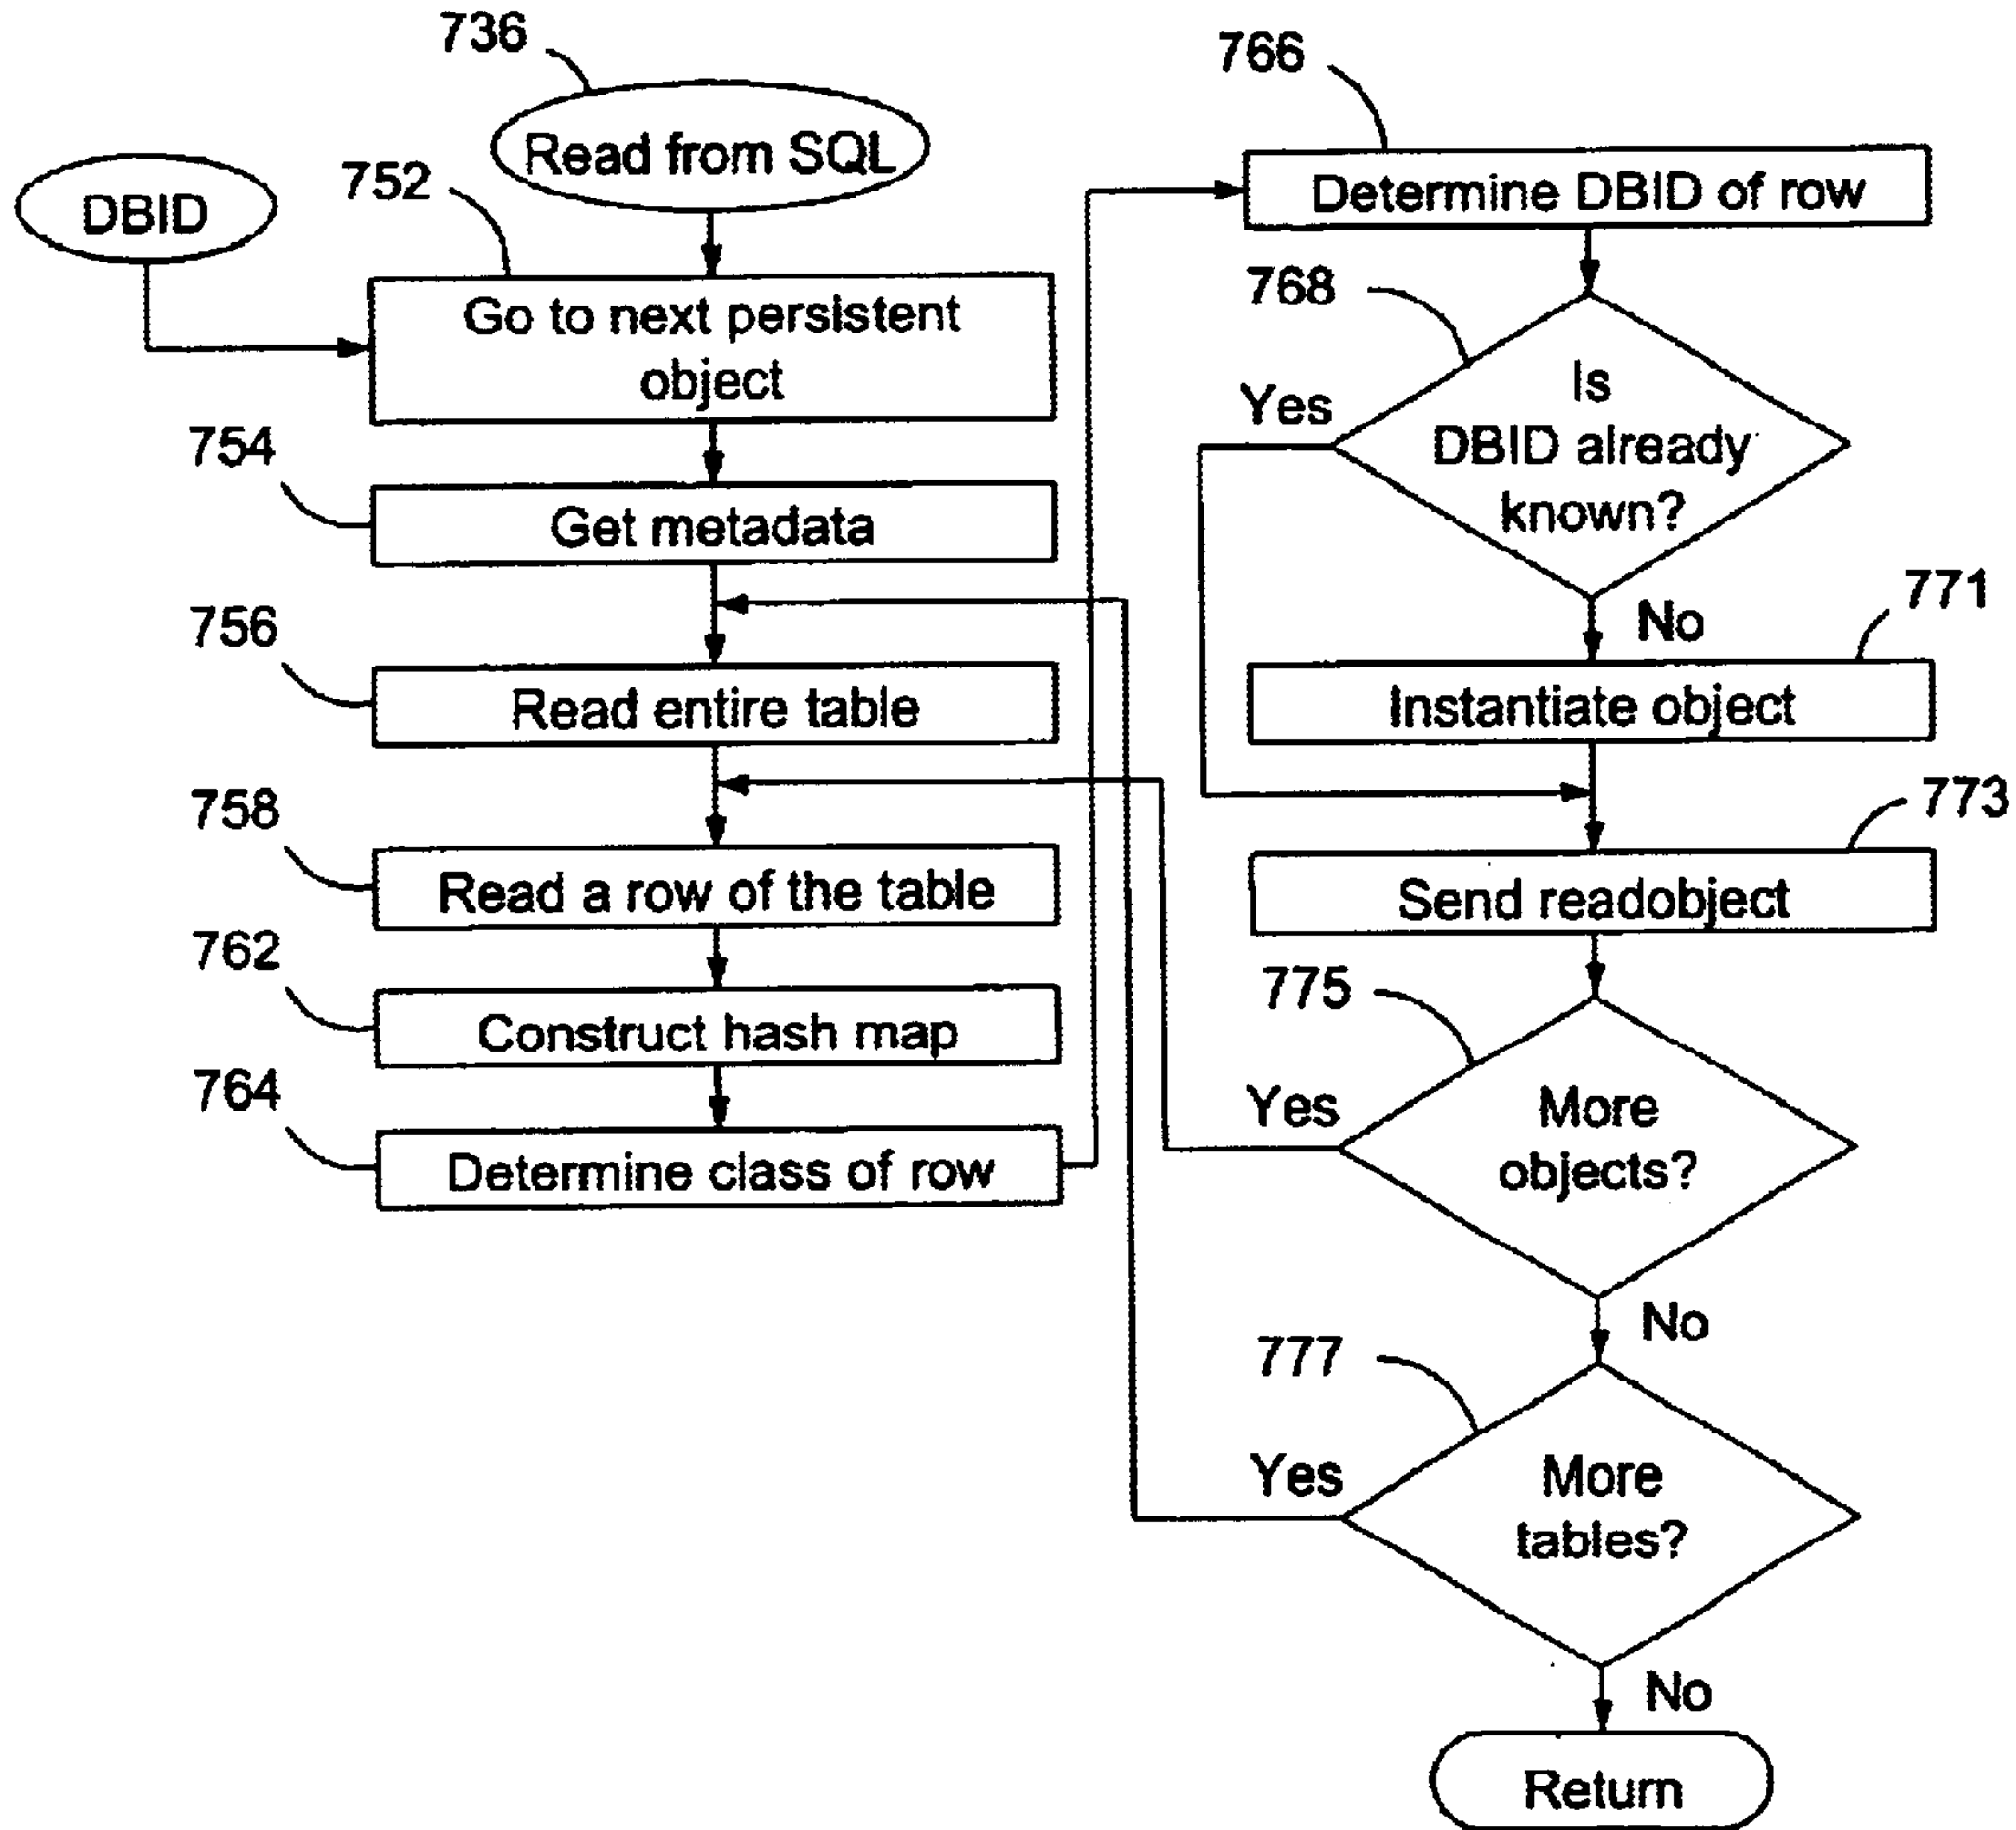 736
Read from SQL
DBID
752
Go to next persistent
object
754
Get metadata
756
Read entire table
758
Read a row of the table
762
Construct hash map
764
Determine class of row
766
Determine DBID of row
768
Is
DBID already
known?
Yes
No
771
Instantiate object
773
Send readobject
775
More
objects?
Yes
No
777
More
tables?
Yes
No
Return